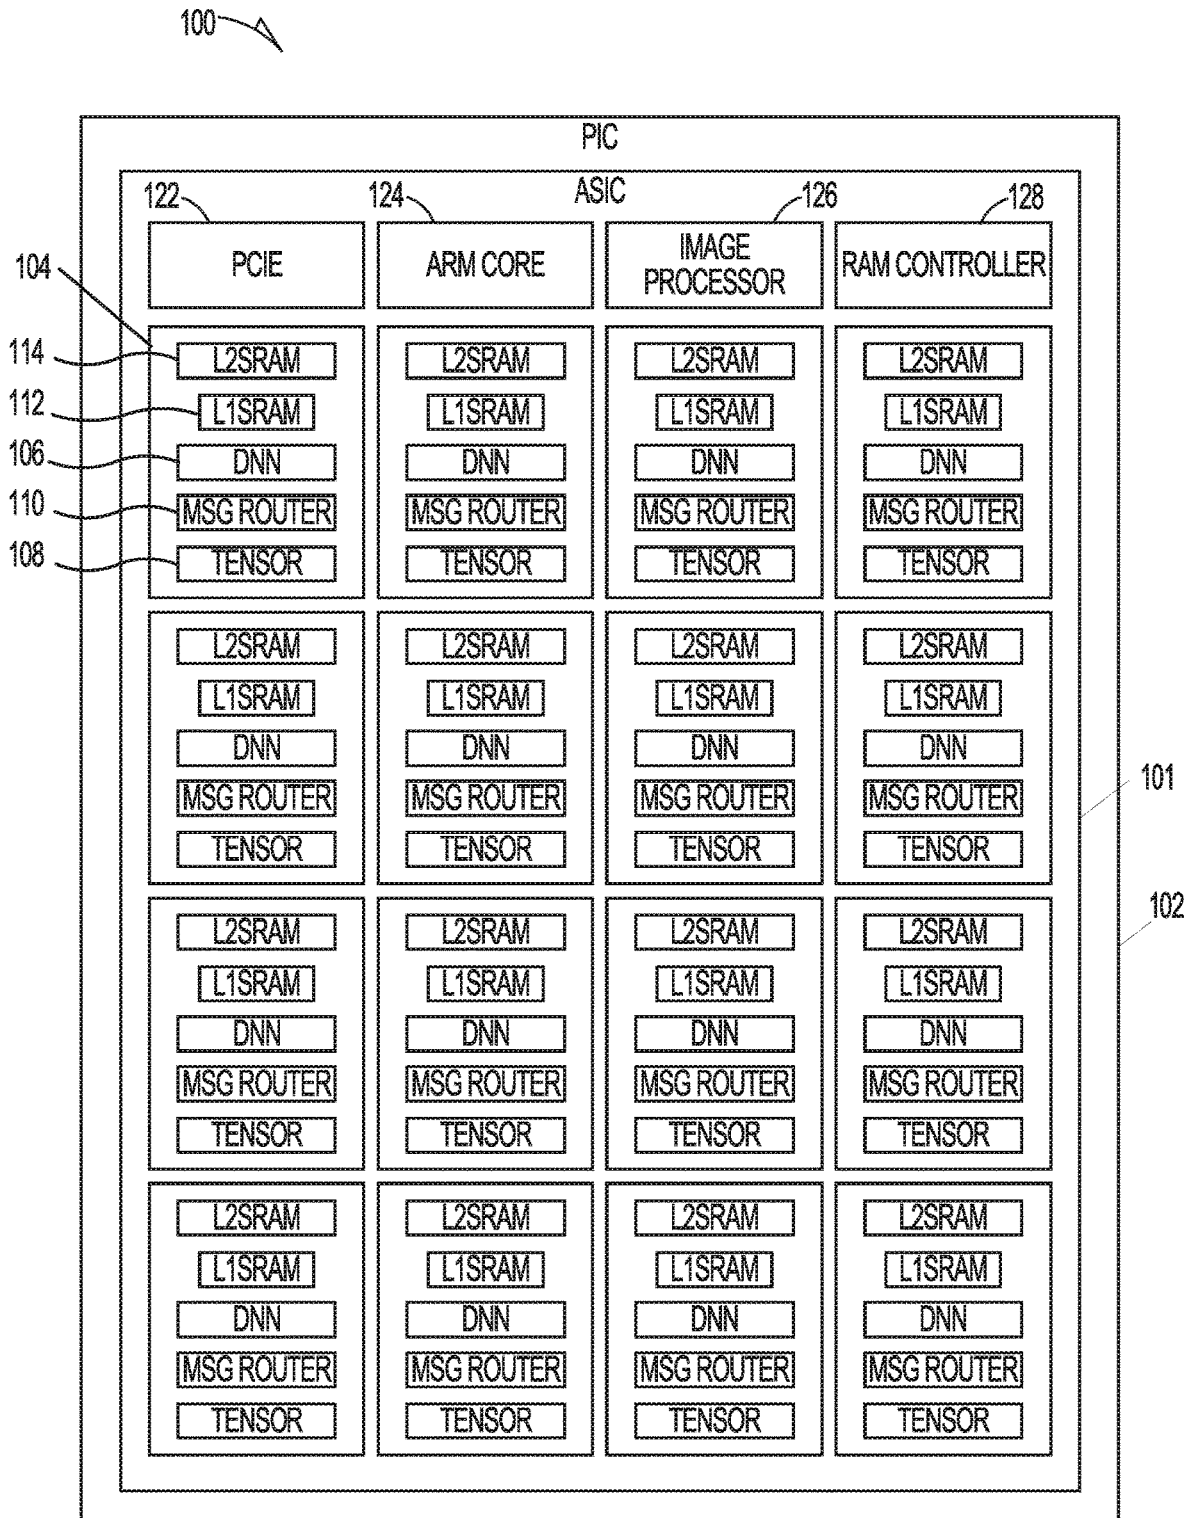 100
PIC
ASIC
122 124 126 128
PCIE ARM CORE IMAGE PROCESSOR RAM CONTROLLER
104
114 L2SRAM L2SRAM L2SRAM L2SRAM
112 L1SRAM L1SRAM L1SRAM L1SRAM
106 DNN DNN DNN DNN
110 MSG ROUTER MSG ROUTER MSG ROUTER MSG ROUTER
108 TENSOR TENSOR TENSOR TENSOR
L2SRAM L2SRAM L2SRAM L2SRAM
L1SRAM L1SRAM L1SRAM L1SRAM
DNN DNN DNN DNN
MSG ROUTER MSG ROUTER MSG ROUTER MSG ROUTER 101
TENSOR TENSOR TENSOR TENSOR
L2SRAM L2SRAM L2SRAM L2SRAM 102
L1SRAM L1SRAM L1SRAM L1SRAM
DNN DNN DNN DNN
MSG ROUTER MSG ROUTER MSG ROUTER MSG ROUTER
TENSOR TENSOR TENSOR TENSOR
L2SRAM L2SRAM L2SRAM L2SRAM
L1SRAM L1SRAM L1SRAM L1SRAM
DNN DNN DNN DNN
MSG ROUTER MSG ROUTER MSG ROUTER MSG ROUTER
TENSOR TENSOR TENSOR TENSOR